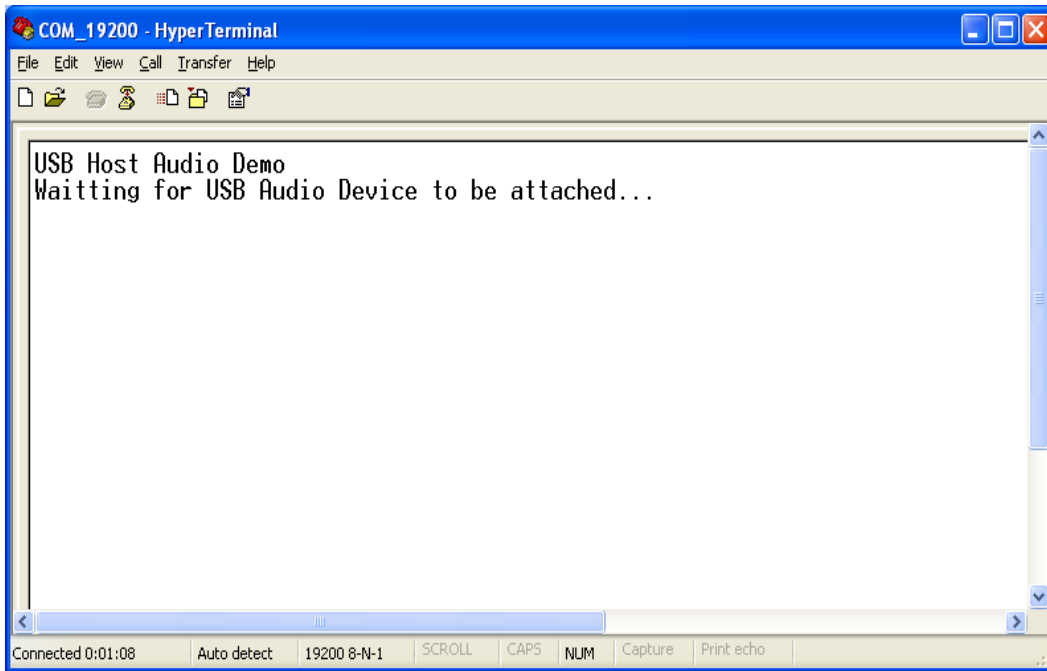 COM_19200 - HyperTerminal
File Edit View Call Transfer Help
USB Host Audio Demo
Waitting for USB Audio Device to be attached...
Connected 0:01:08 Auto detect 19200 8-N-1 SCROLL CAPS NUM Capture Print echo